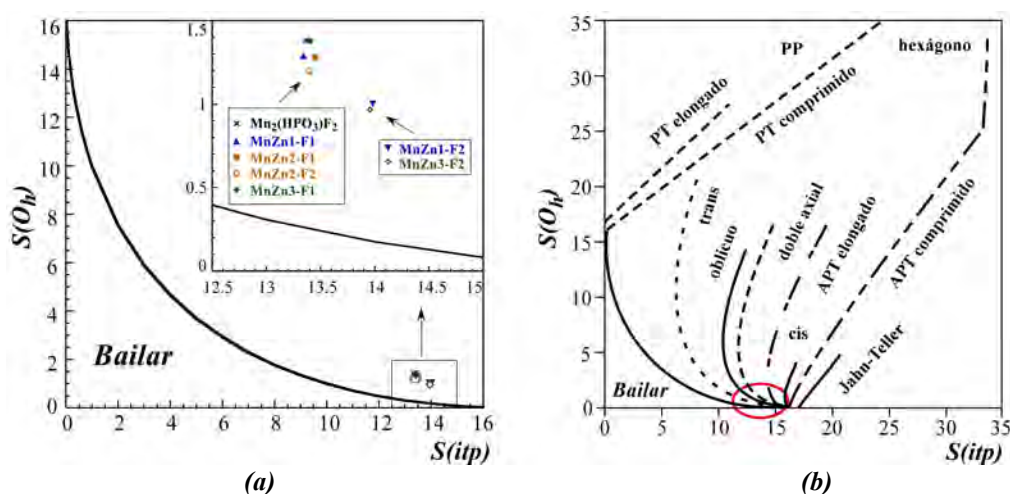 S(Oh)
16
14
12
10
8
6
4
2
0
0 2 4 6 8 10 12 14 16
S(itp)
Bailar
1.5
1
0.5
0
12.5 13 13.5 14 14.5 15
Mn2(HPO3)F2
MnZn1-F1
MnZn2-F1
MnZn2-F2
MnZn3-F1
MnZn1-F2
MnZn3-F2
(a)
S(Oh)
35
30
25
20
15
10
5
0
0 5 10 15 20 25 30 35
S(itp)
PP
hexágono
PT elongado
PT comprimido
trans
oblicuo
doble axial
APT elongado
APT comprimido
cis
Jahn-Teller
Bailar
(b)